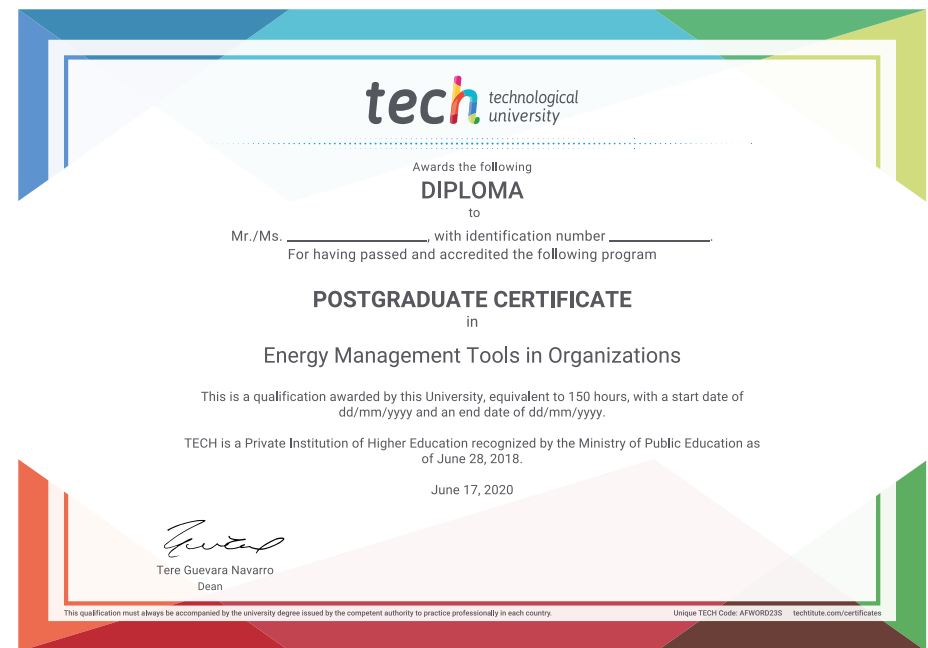 tech technological
university
Awards the following
DIPLOMA
to
Mr./Ms. ____________________, with identification number ______________.
For having passed and accredited the following program
POSTGRADUATE CERTIFICATE
in
Energy Management Tools in Organizations
This is a qualification awarded by this University, equivalent to 150 hours, with a start date of
dd/mm/yyyy and an end date of dd/mm/yyyy.
TECH is a Private Institution of Higher Education recognized by the Ministry of Public Education as
of June 28, 2018.
June 17, 2020
Tere Guevara Navarro
Dean
This qualification must always be accompanied by the university degree issued by the competent authority to practice professionally in each country. Unique TECH Code: AFWORD23S techtitute.com/certificates